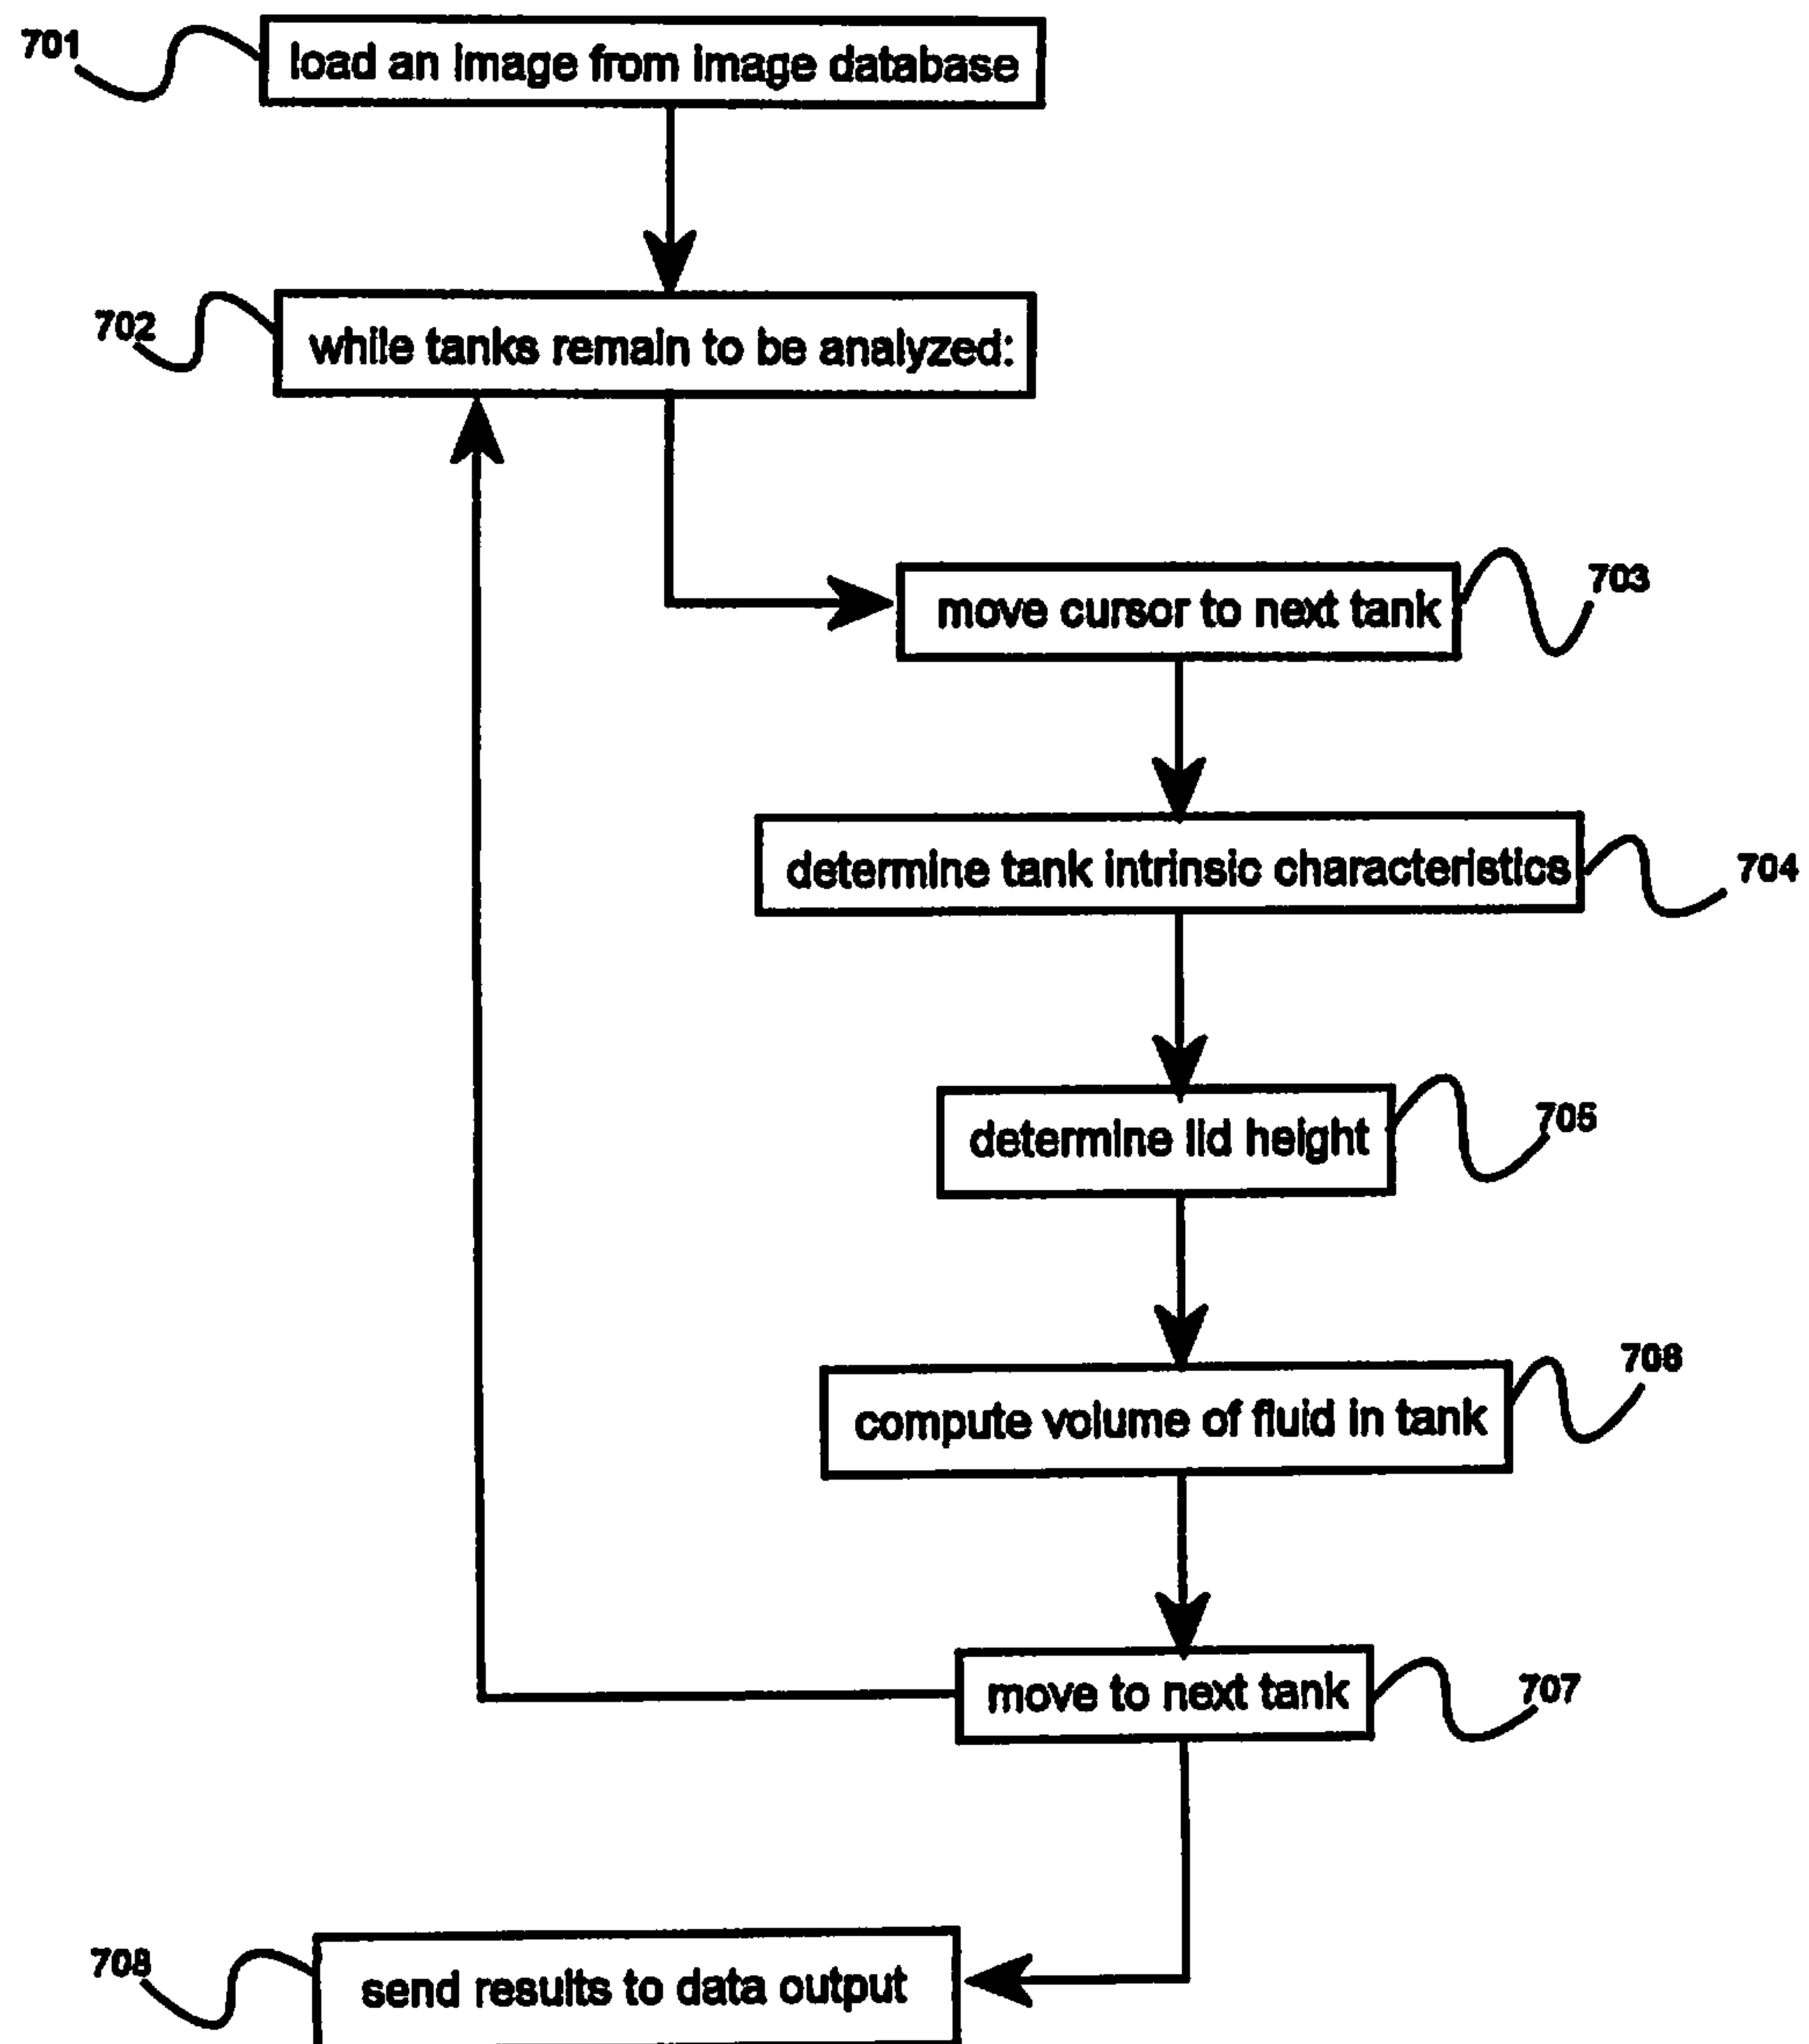 701
load an image from image database
702
while tanks remain to be analyzed:
move cursor to next tank
703
determine tank intrinsic characteristics
704
determine lid height
705
compute volume of fluid in tank
706
move to next tank
707
708
send results to data output